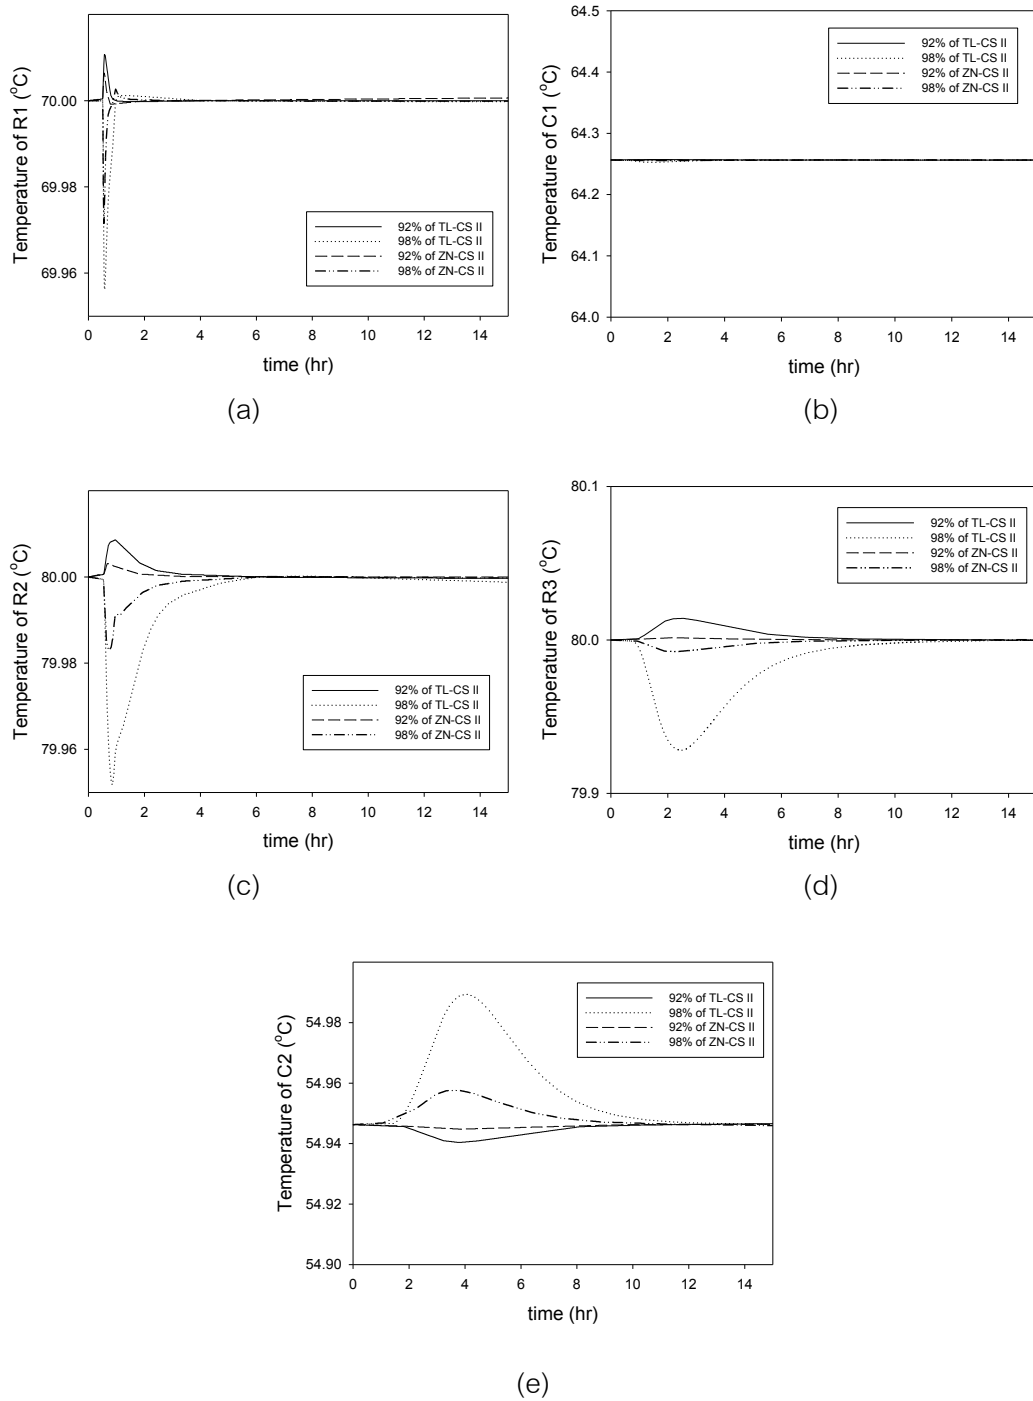 Temperature of R1 (°C)
70.00
69.98
69.96
0 2 4 6 8 10 12 14
time (hr)
92% of TL-CS II
98% of TL-CS II
92% of ZN-CS II
98% of ZN-CS II
(a)
Temperature of C1 (°C)
64.5
64.4
64.3
64.2
64.1
64.0
0 2 4 6 8 10 12 14
time (hr)
92% of TL-CS II
98% of TL-CS II
92% of ZN-CS II
98% of ZN-CS II
(b)
Temperature of R2 (°C)
80.00
79.98
79.96
0 2 4 6 8 10 12 14
time (hr)
92% of TL-CS II
98% of TL-CS II
92% of ZN-CS II
98% of ZN-CS II
(c)
Temperature of R3 (°C)
80.1
80.0
79.9
0 2 4 6 8 10 12 14
time (hr)
92% of TL-CS II
98% of TL-CS II
92% of ZN-CS II
98% of ZN-CS II
(d)
Temperature of C2 (°C)
54.98
54.96
54.94
54.92
54.90
0 2 4 6 8 10 12 14
time (hr)
92% of TL-CS II
98% of TL-CS II
92% of ZN-CS II
98% of ZN-CS II
(e)